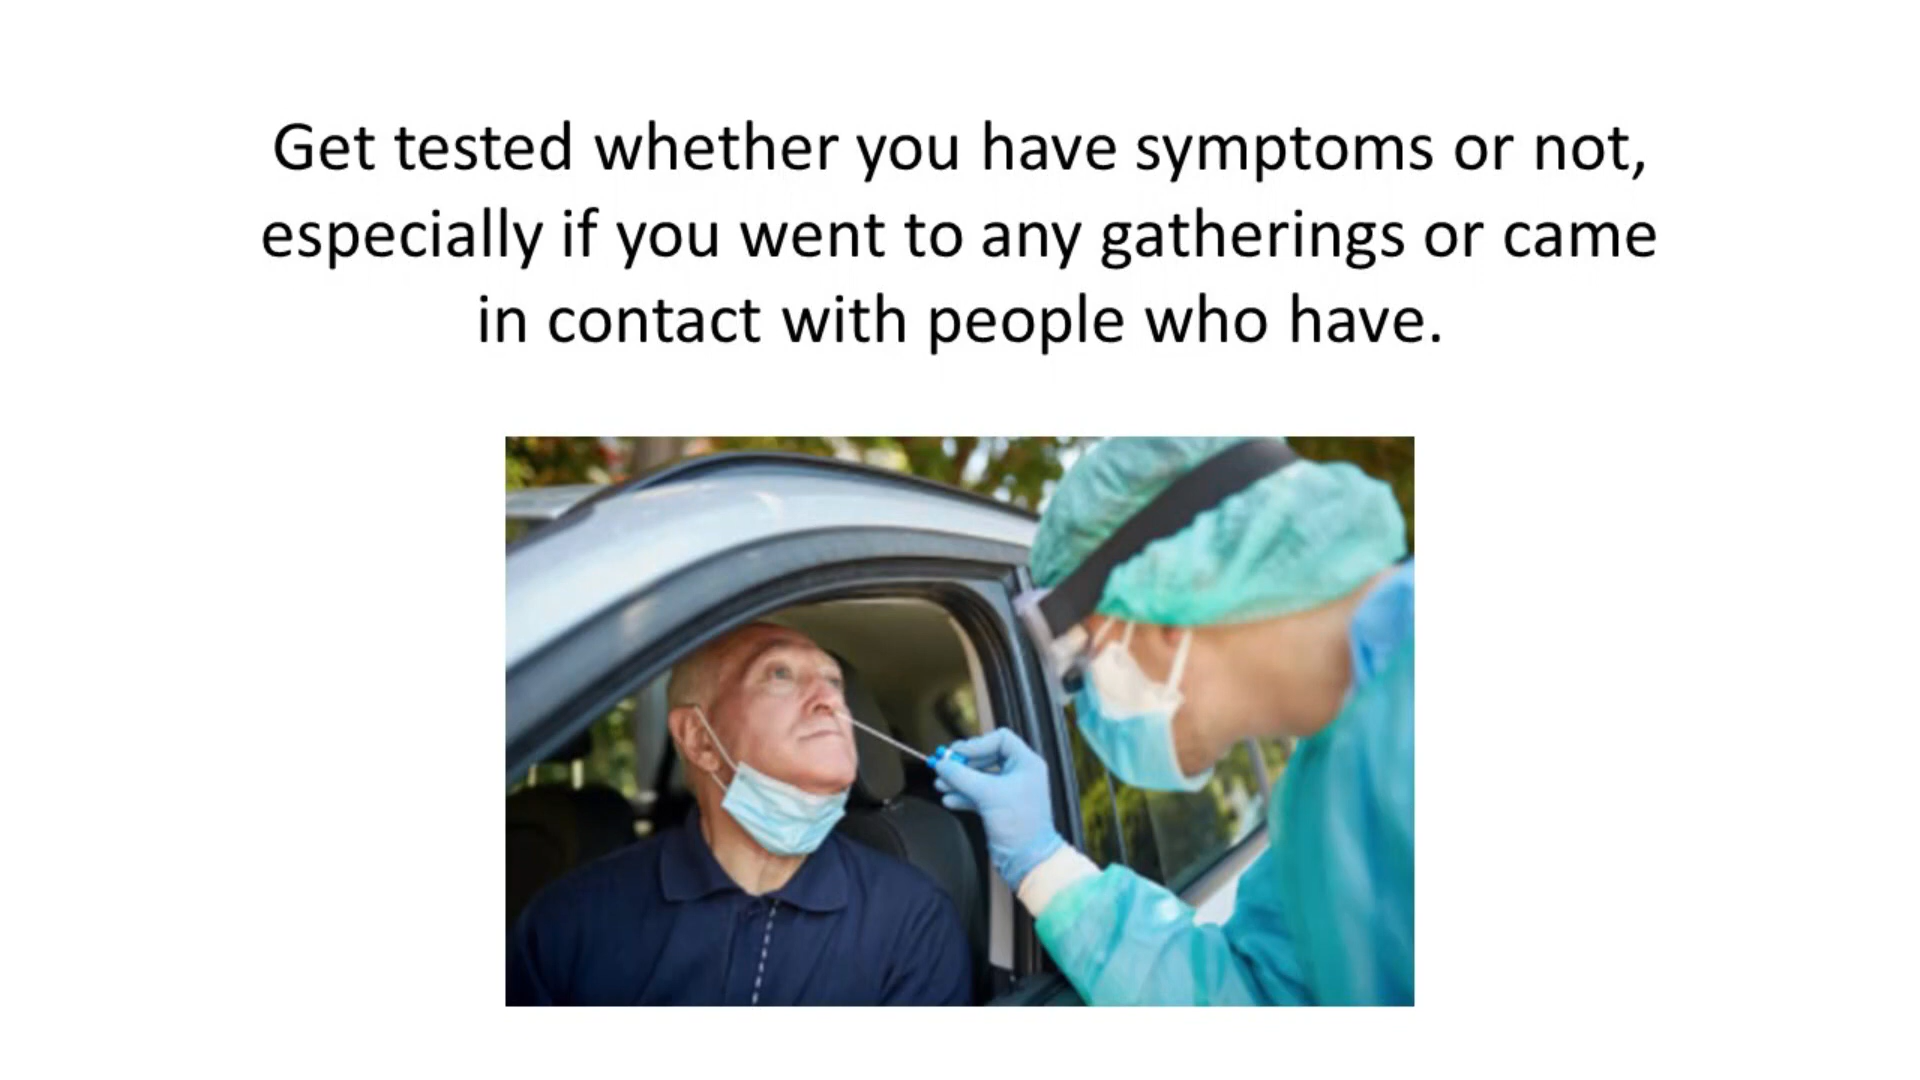 Get tested whether you have symptoms or not,
especially if you went to any gatherings or came
in contact with people who have.